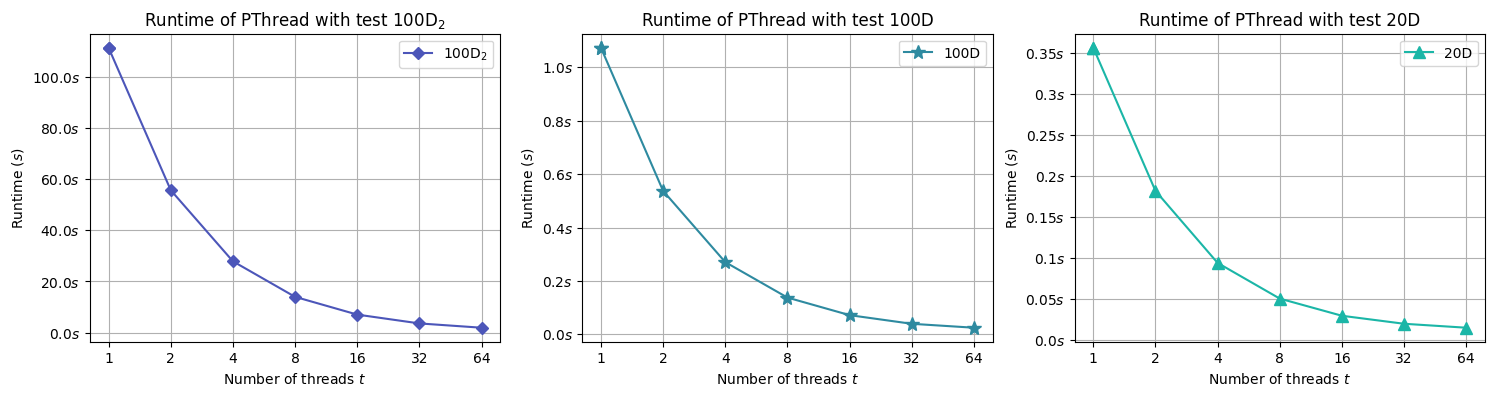 Runtime of PThread with test 100D₂
100D₂
100.0s
80.0s
60.0s
40.0s
20.0s
0.0s
Runtime (s)
1 2 4 8 16 32 64
Number of threads t
Runtime of PThread with test 100D
100D
1.0s
0.8s
0.6s
0.4s
0.2s
0.0s
Runtime (s)
1 2 4 8 16 32 64
Number of threads t
Runtime of PThread with test 20D
20D
0.35s
0.3s
0.25s
0.2s
0.15s
0.1s
0.05s
0.0s
Runtime (s)
1 2 4 8 16 32 64
Number of threads t